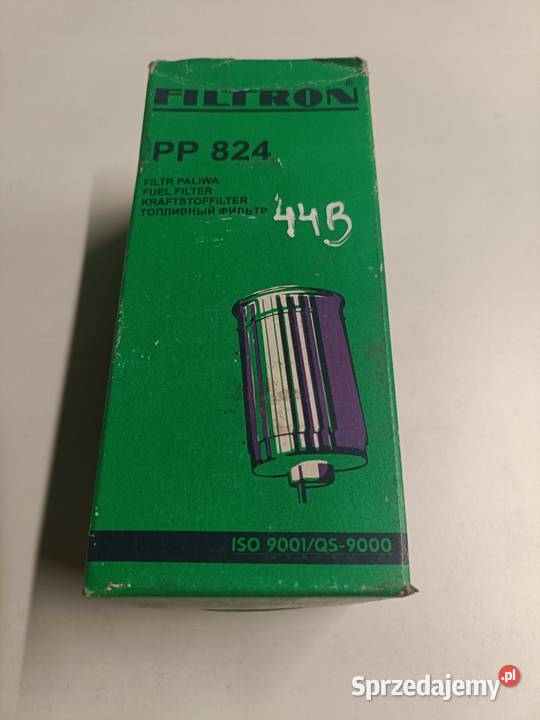 FILTRON®
PP 824
FILTR PALIWA
FUEL FILTER
KRAFTSTOFFILTER
ТОПЛИВНЫЙ ФИЛЬТР
44B
ISO 9001/QS-9000
Sprzedajemy.pl